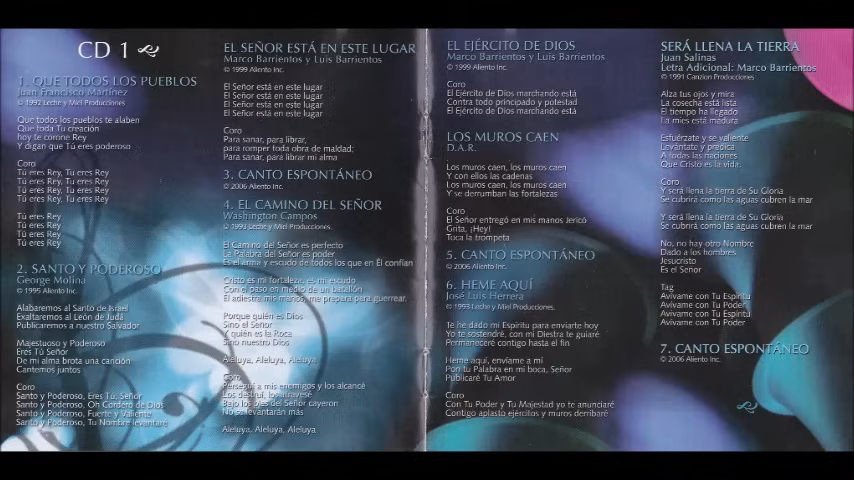 CD 1
1. QUE TODOS LOS PUEBLOS
Juan Francisco Martínez
© 1992 Leche y Miel Producciones
Que todos los pueblos te alaben
Que toda Tu creación
hoy te corone Rey
Y digan que Tú eres poderoso
Coro
Tú eres Rey, Tu eres Rey
Tú eres Rey, Tu eres Rey
Tú eres Rey, Tu eres Rey
Tú eres Rey, Tu eres Rey
Tu eres Rey
Tú eres Rey
Tú eres Rey
Tú eres Rey
2. SANTO Y PODEROSO
George Molina
© 1995 Aliento Inc.
Alabaremos al Santo de Israel
Exaltaremos al León de Judá
Publicaremos a nuestro Salvador
Majestuoso y Poderoso
Eres Tú Señor
De mi alma brota una canción
Cantemos juntos
Coro
Santo y Poderoso, Eres Tú, Señor
Santo y Poderoso, Oh Cordero de Dios
Santo y Poderoso, Fuerte y Valiente
Santo y Poderoso, Tu Nombre levantaré
EL SEÑOR ESTÁ EN ESTE LUGAR
Marco Barrientos y Luis Barrientos
© 1999 Aliento Inc.
El Señor está en este lugar
El Señor está en este lugar
El Señor está en este lugar
El Señor está en este lugar
Coro
Para sanar, para librar,
para romper toda obra de maldad;
Para sanar, para librar mi alma
3. CANTO ESPONTÁNEO
© 2006 Aliento Inc.
4. EL CAMINO DEL SEÑOR
Washington Campos
© 1993 Leche y Miel Producciones.
El Camino del Señor es perfecto
La Palabra del Señor es poder
Es el arma y escudo de todos los que en Él confían
Cristo es mi fortaleza, es mi escudo
Con él paso en medio de un batallón
Él adiestra mis manos, me prepara para guerrear.
Porque quién es Dios
Sino el Señor
Y quién es la Roca
Sino nuestro Dios
Aleluya, Aleluya, Aleluya
Coro
Perseguí a mis enemigos y los alcancé
Los destruí, los atravesé
Bajo los pies del Señor cayeron
No se levantarán más
Aleluya, Aleluya, Aleluya
EL EJÉRCITO DE DIOS
Marco Barrientos y Luis Barrientos
© 1999 Aliento Inc.
Coro
El Ejército de Dios marchando está
Contra todo principado y potestad
El Ejército de Dios marchando está
LOS MUROS CAEN
D.A.R.
Los muros caen, los muros caen
Y con ellos las cadenas
Los muros caen, los muros caen
Y se derrumban las fortalezas
Coro
El Señor entregó en mis manos Jericó
Grita, ¡Hey!
Toca la trompeta
5. CANTO ESPONTÁNEO
© 2006 Aliento Inc.
6. HEME AQUÍ
José Luis Herrera
© 1993 Leche y Miel Producciones.
Te he dado mi Espíritu para enviarte hoy
Yo te sostendré, con mi Diestra te guiaré
Permaneceré contigo hasta el fin
Heme aquí, envíame a mí
Pon tu Palabra en mi boca, Señor
Publicaré Tu Amor
Coro
Con Tu Poder y Tu Majestad yo te anunciaré
Contigo aplasto ejércitos y muros derribaré
SERÁ LLENA LA TIERRA
Juan Salinas
Letra Adicional: Marco Barrientos
© 1991 Canzion Producciones
Alza tus ojos y mira
La cosecha está lista
El tiempo ha llegado
La mies está madura
Esfuérzate y se valiente
Levántate y predica
A todas las naciones
Que Cristo es la vida.
Coro
Y será llena la tierra de Su Gloria
Se cubrirá como las aguas cubren la mar
Y será llena la tierra de Su Gloria
Se cubrirá como las aguas cubren la mar
No, no hay otro Nombre
Dado a los hombres
Jesucristo
Es el Señor
Tag
Avívame con Tu Espíritu
Avívame con Tu Poder
Avívame con Tu Espíritu
Avívame con Tu Poder
7. CANTO ESPONTÁNEO
© 2006 Aliento Inc.